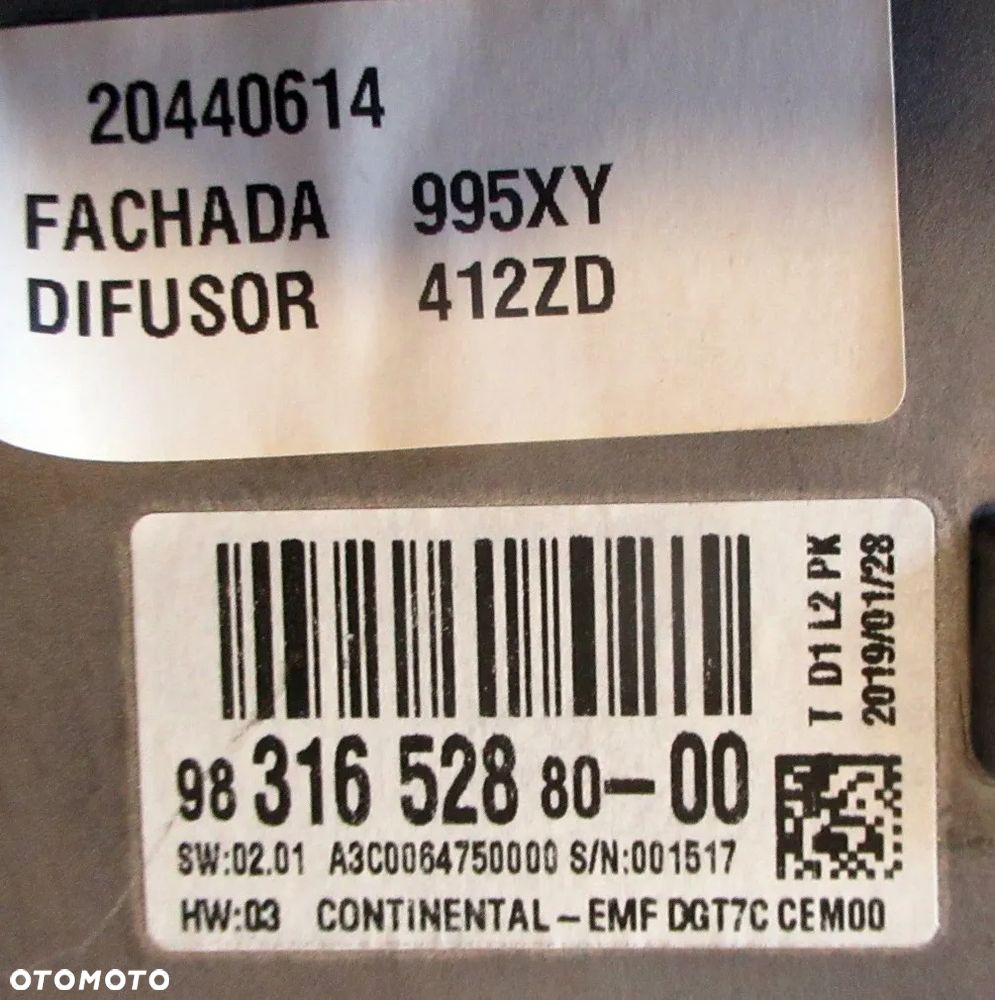 20440614
FACHADA 995XY
DIFUSOR 412ZD
T D1 L2 PK
2019/01/28
98 316 528 80-00
SW:02.01 A3C0064750000 S/N:001517
HW:03 CONTINENTAL-EMF DGT7C CEM00
OTOMOTO